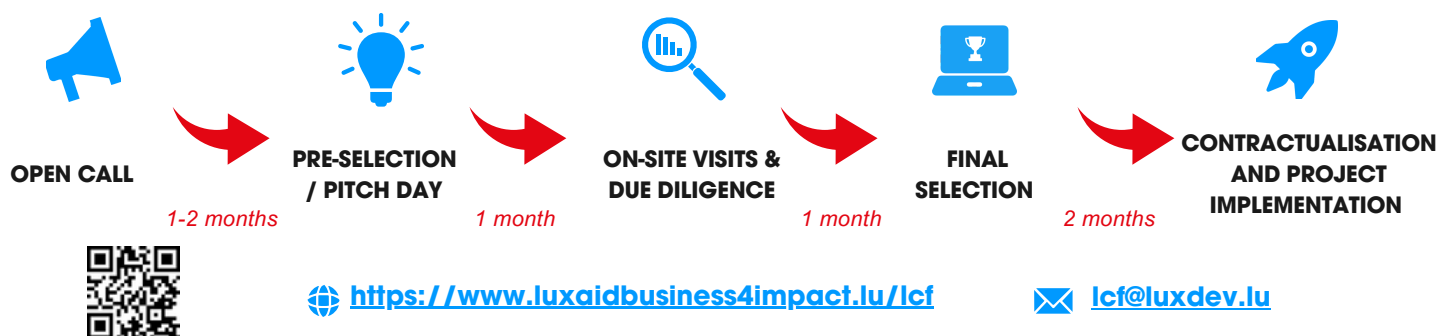 OPEN CALL
1-2 months
PRE-SELECTION
/ PITCH DAY
1 month
ON-SITE VISITS &
DUE DILIGENCE
1 month
FINAL
SELECTION
2 months
CONTRACTUALISATION
AND PROJECT
IMPLEMENTATION
https://www.luxaidbusiness4impact.lu/lcf
lcf@luxdev.lu